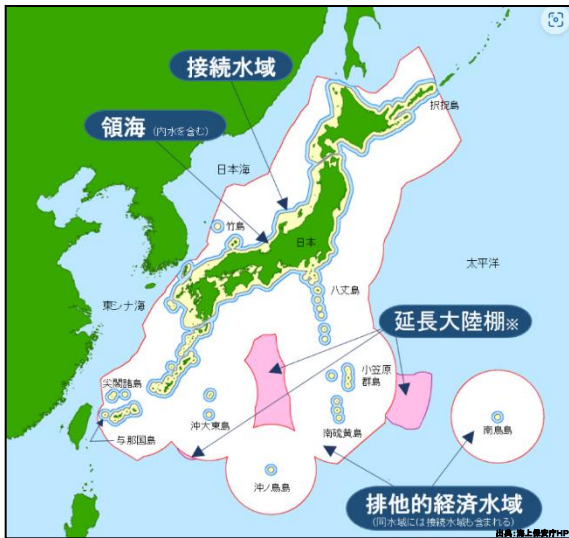 接続水域
領海 (内水を含む)
択捉島
日本海
竹島
日本
太平洋
東シナ海
八丈島
延長大陸棚※
尖閣諸島
小笠原
群島
沖大東島
南硫黄島
南鳥島
与那国島
沖ノ鳥島
排他的経済水域
(同水域には接続水域も含まれる)
出典：海上保安庁HP